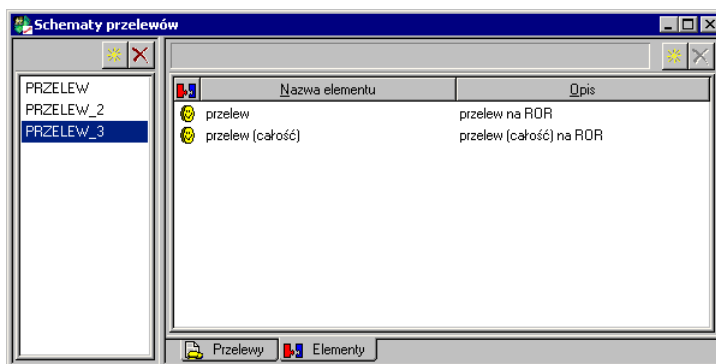 Schematy przelewów
PRZELEW
PRZELEW_2
PRZELEW_3
Nazwa elementu Opis
przelew przelew na ROR
przelew (całość) przelew (całość) na ROR
Przelewy Elementy